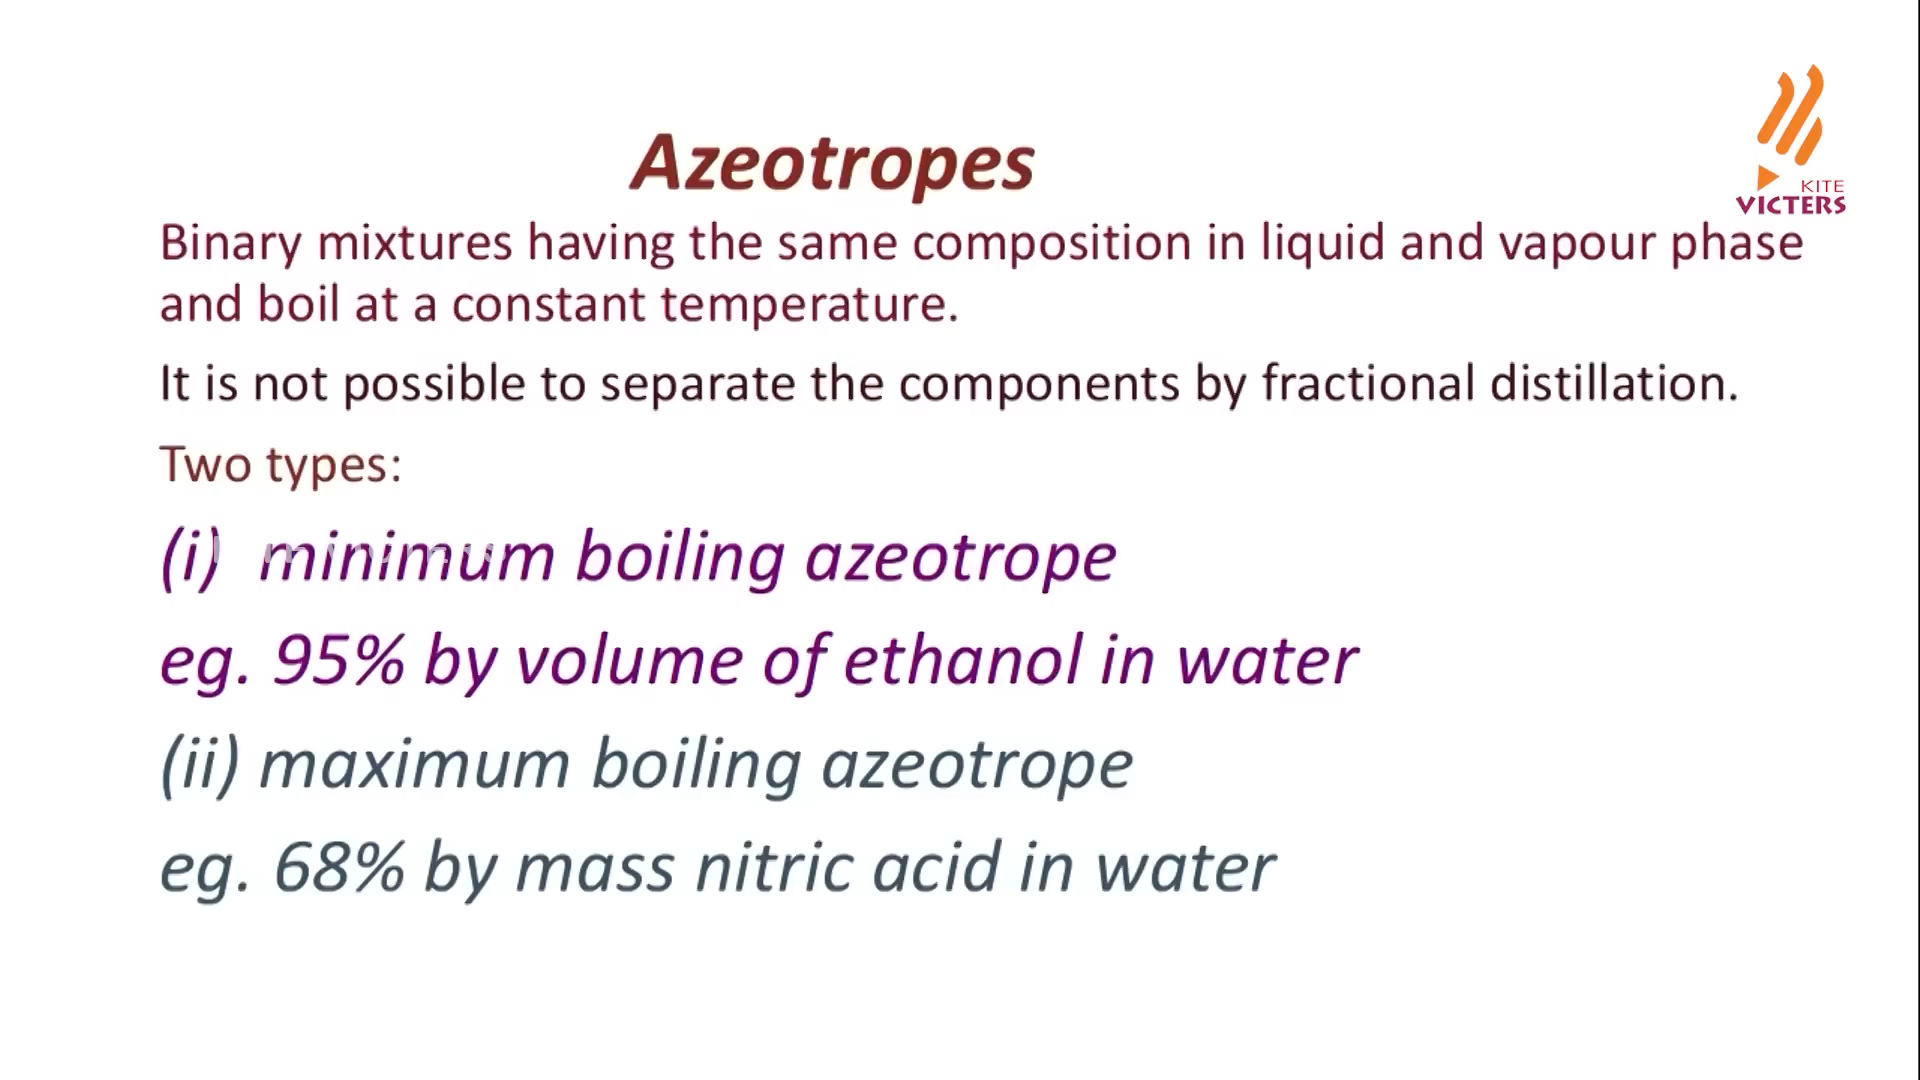 KITE
VICTERS
Azeotropes
Binary mixtures having the same composition in liquid and vapour phase
and boil at a constant temperature.
It is not possible to separate the components by fractional distillation.
Two types:
(i) minimum boiling azeotrope
eg. 95% by volume of ethanol in water
(ii) maximum boiling azeotrope
eg. 68% by mass nitric acid in water